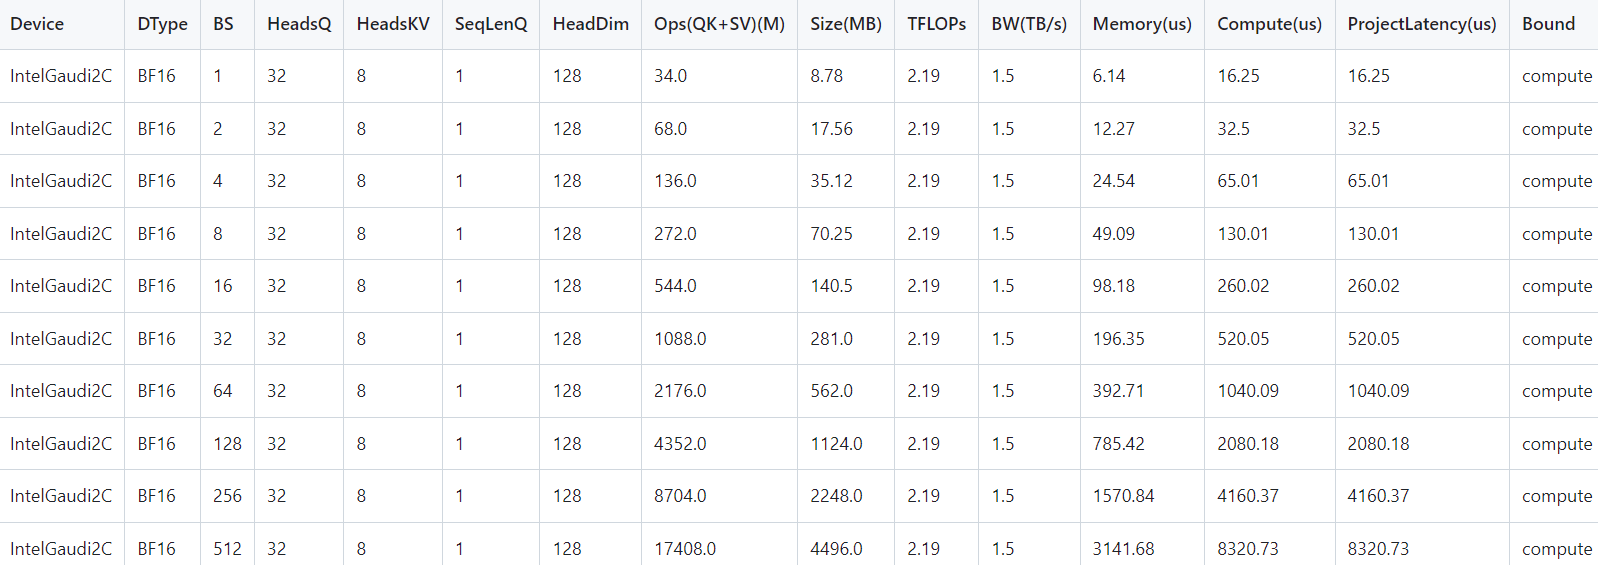 Device DType BS HeadsQ HeadsKV SeqLenQ HeadDim Ops(QK+SV)(M) Size(MB) TFLOPs BW(TB/s) Memory(us) Compute(us) ProjectLatency(us) Bound
IntelGaudi2C BF16 1 32 8 1 128 34.0 8.78 2.19 1.5 6.14 16.25 16.25 compute
IntelGaudi2C BF16 2 32 8 1 128 68.0 17.56 2.19 1.5 12.27 32.5 32.5 compute
IntelGaudi2C BF16 4 32 8 1 128 136.0 35.12 2.19 1.5 24.54 65.01 65.01 compute
IntelGaudi2C BF16 8 32 8 1 128 272.0 70.25 2.19 1.5 49.09 130.01 130.01 compute
IntelGaudi2C BF16 16 32 8 1 128 544.0 140.5 2.19 1.5 98.18 260.02 260.02 compute
IntelGaudi2C BF16 32 32 8 1 128 1088.0 281.0 2.19 1.5 196.35 520.05 520.05 compute
IntelGaudi2C BF16 64 32 8 1 128 2176.0 562.0 2.19 1.5 392.71 1040.09 1040.09 compute
IntelGaudi2C BF16 128 32 8 1 128 4352.0 1124.0 2.19 1.5 785.42 2080.18 2080.18 compute
IntelGaudi2C BF16 256 32 8 1 128 8704.0 2248.0 2.19 1.5 1570.84 4160.37 4160.37 compute
IntelGaudi2C BF16 512 32 8 1 128 17408.0 4496.0 2.19 1.5 3141.68 8320.73 8320.73 compute